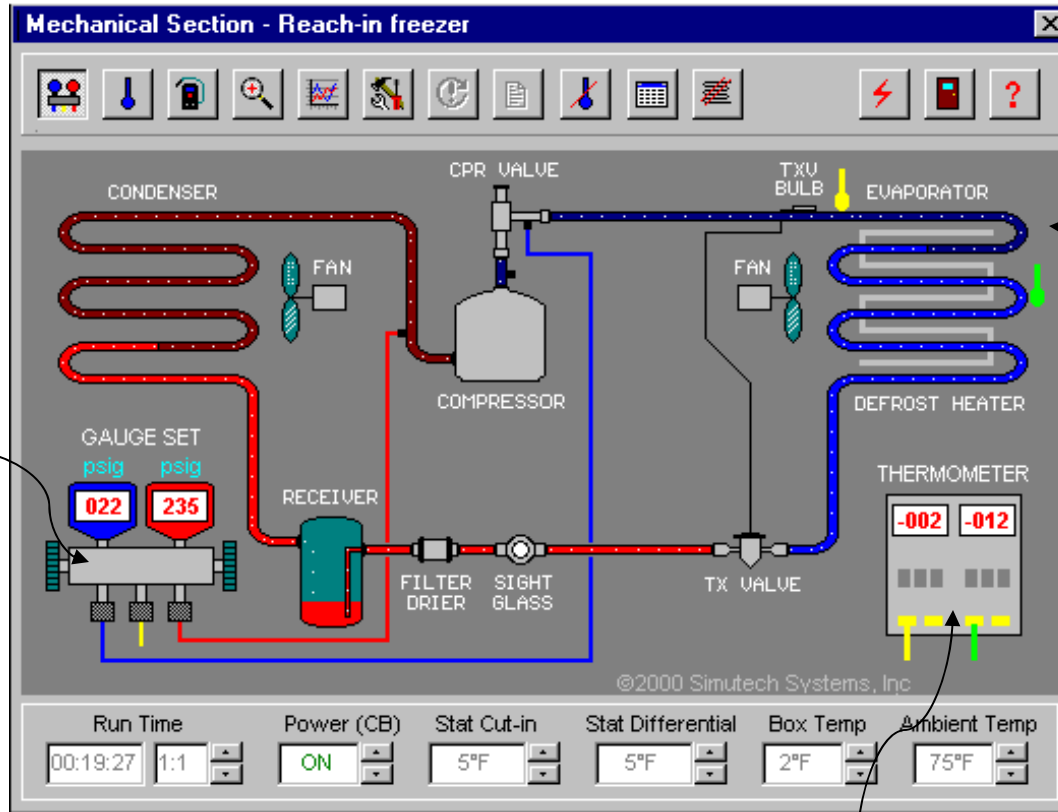 Mechanical Section - Reach-in freezer
?
CPR VALVE
TXV
BULB
CONDENSER
EVAPORATOR
FAN
FAN
COMPRESSOR
DEFROST HEATER
GAUGE SET
psig psig
022 235
RECEIVER
THERMOMETER
-002 -012
FILTER
DRIER
SIGHT
GLASS
TX VALVE
©2000 Simutech Systems, Inc
Run Time Power (CB) Stat Cut-in Stat Differential Box Temp Ambient Temp
00:19:27 1:1 ON 5°F 5°F 2°F 75°F